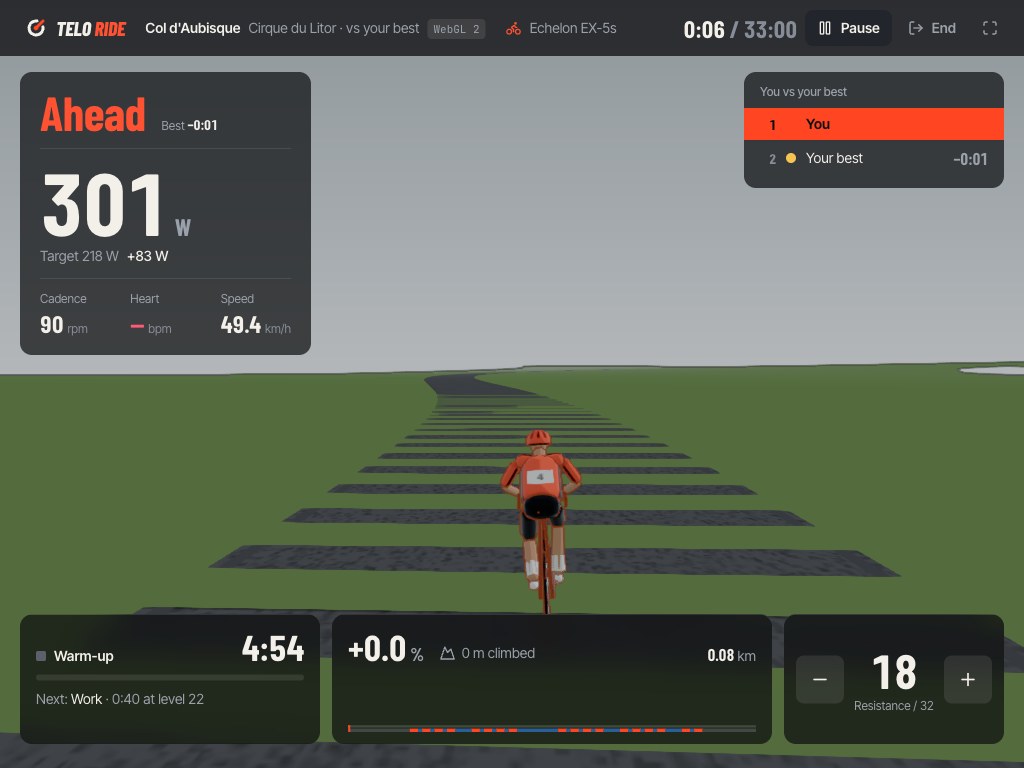 TELO RIDE Col d'Aubisque Cirque du Litor · vs your best WebGL 2 Echelon EX-5s 0:06 / 33:00 Pause End
Ahead Best −0:01
301 W
Target 218 W +83 W
Cadence Heart Speed
90 rpm – bpm 49.4 km/h
You vs your best
1 You
2 Your best −0:01
4
Warm-up 4:54
Next: Work · 0:40 at level 22
+0.0 % 0 m climbed 0.08 km
− 18 +
Resistance / 32